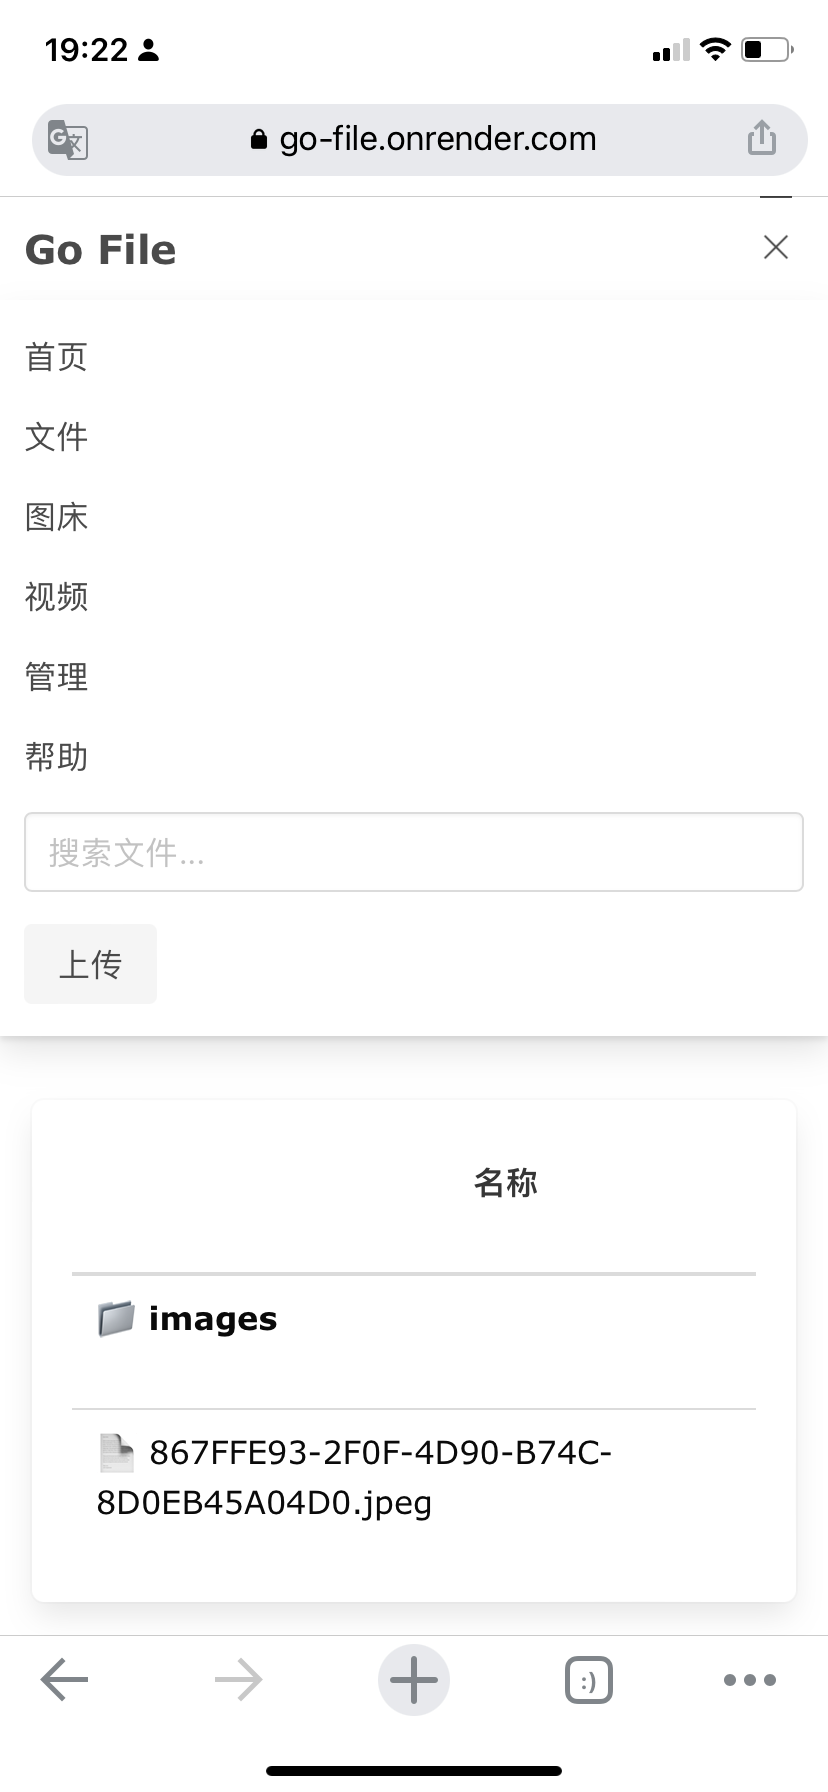 19:22
go-file.onrender.com
Go File
首页
文件
图床
视频
管理
帮助
搜索文件...
上传
名称
images
867FFE93-2F0F-4D90-B74C-
8D0EB45A04D0.jpeg
:)